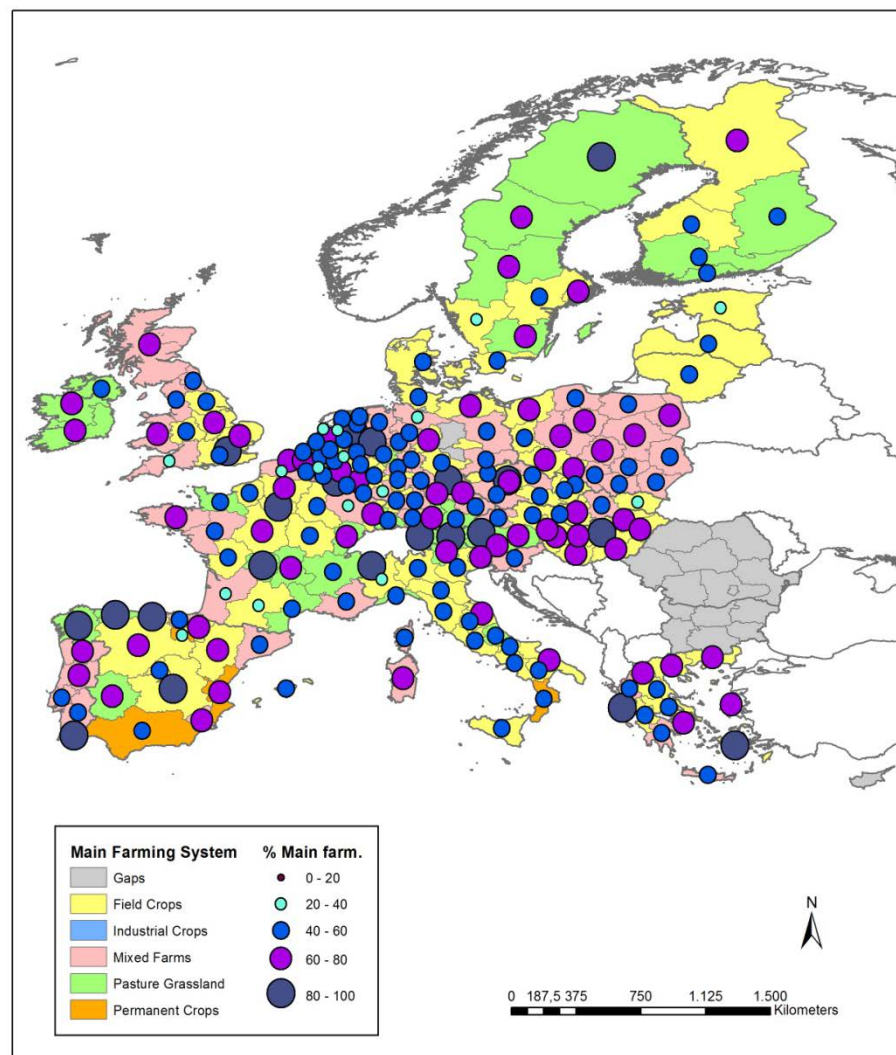 Main Farming System
Gaps
Field Crops
Industrial Crops
Mixed Farms
Pasture Grassland
Permanent Crops
% Main farm.
0 - 20
20 - 40
40 - 60
60 - 80
80 - 100
N
0 187,5 375 750 1.125 1.500
Kilometers